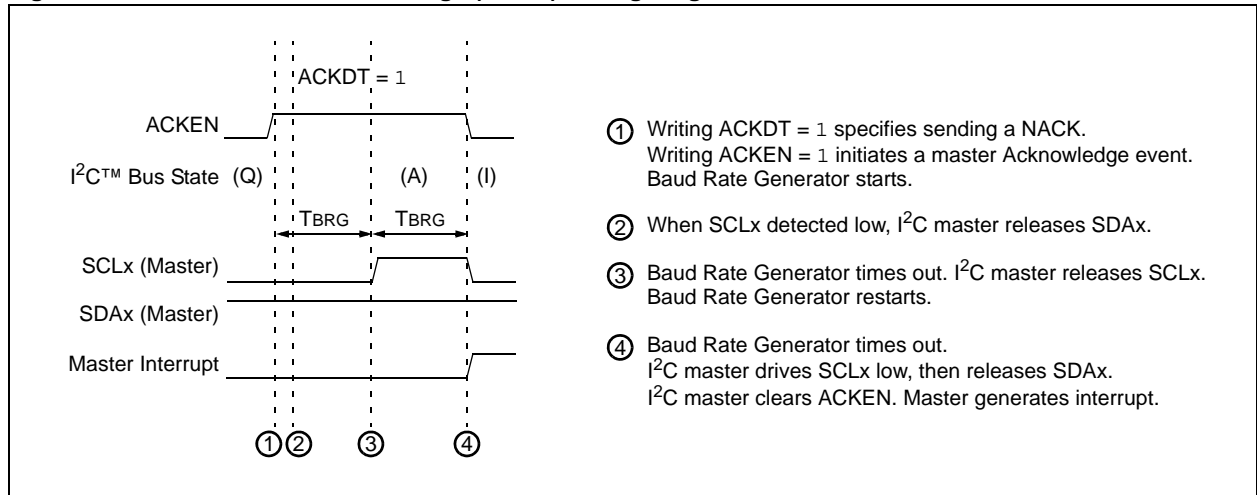 ACKDT = 1
ACKEN
I²C™ Bus State (Q) (A) (I)
TBRG TBRG
SCLx (Master)
SDAx (Master)
Master Interrupt
① ② ③ ④
① Writing ACKDT = 1 specifies sending a NACK.
Writing ACKEN = 1 initiates a master Acknowledge event.
Baud Rate Generator starts.
② When SCLx detected low, I²C master releases SDAx.
③ Baud Rate Generator times out. I²C master releases SCLx.
Baud Rate Generator restarts.
④ Baud Rate Generator times out.
I²C master drives SCLx low, then releases SDAx.
I²C master clears ACKEN. Master generates interrupt.